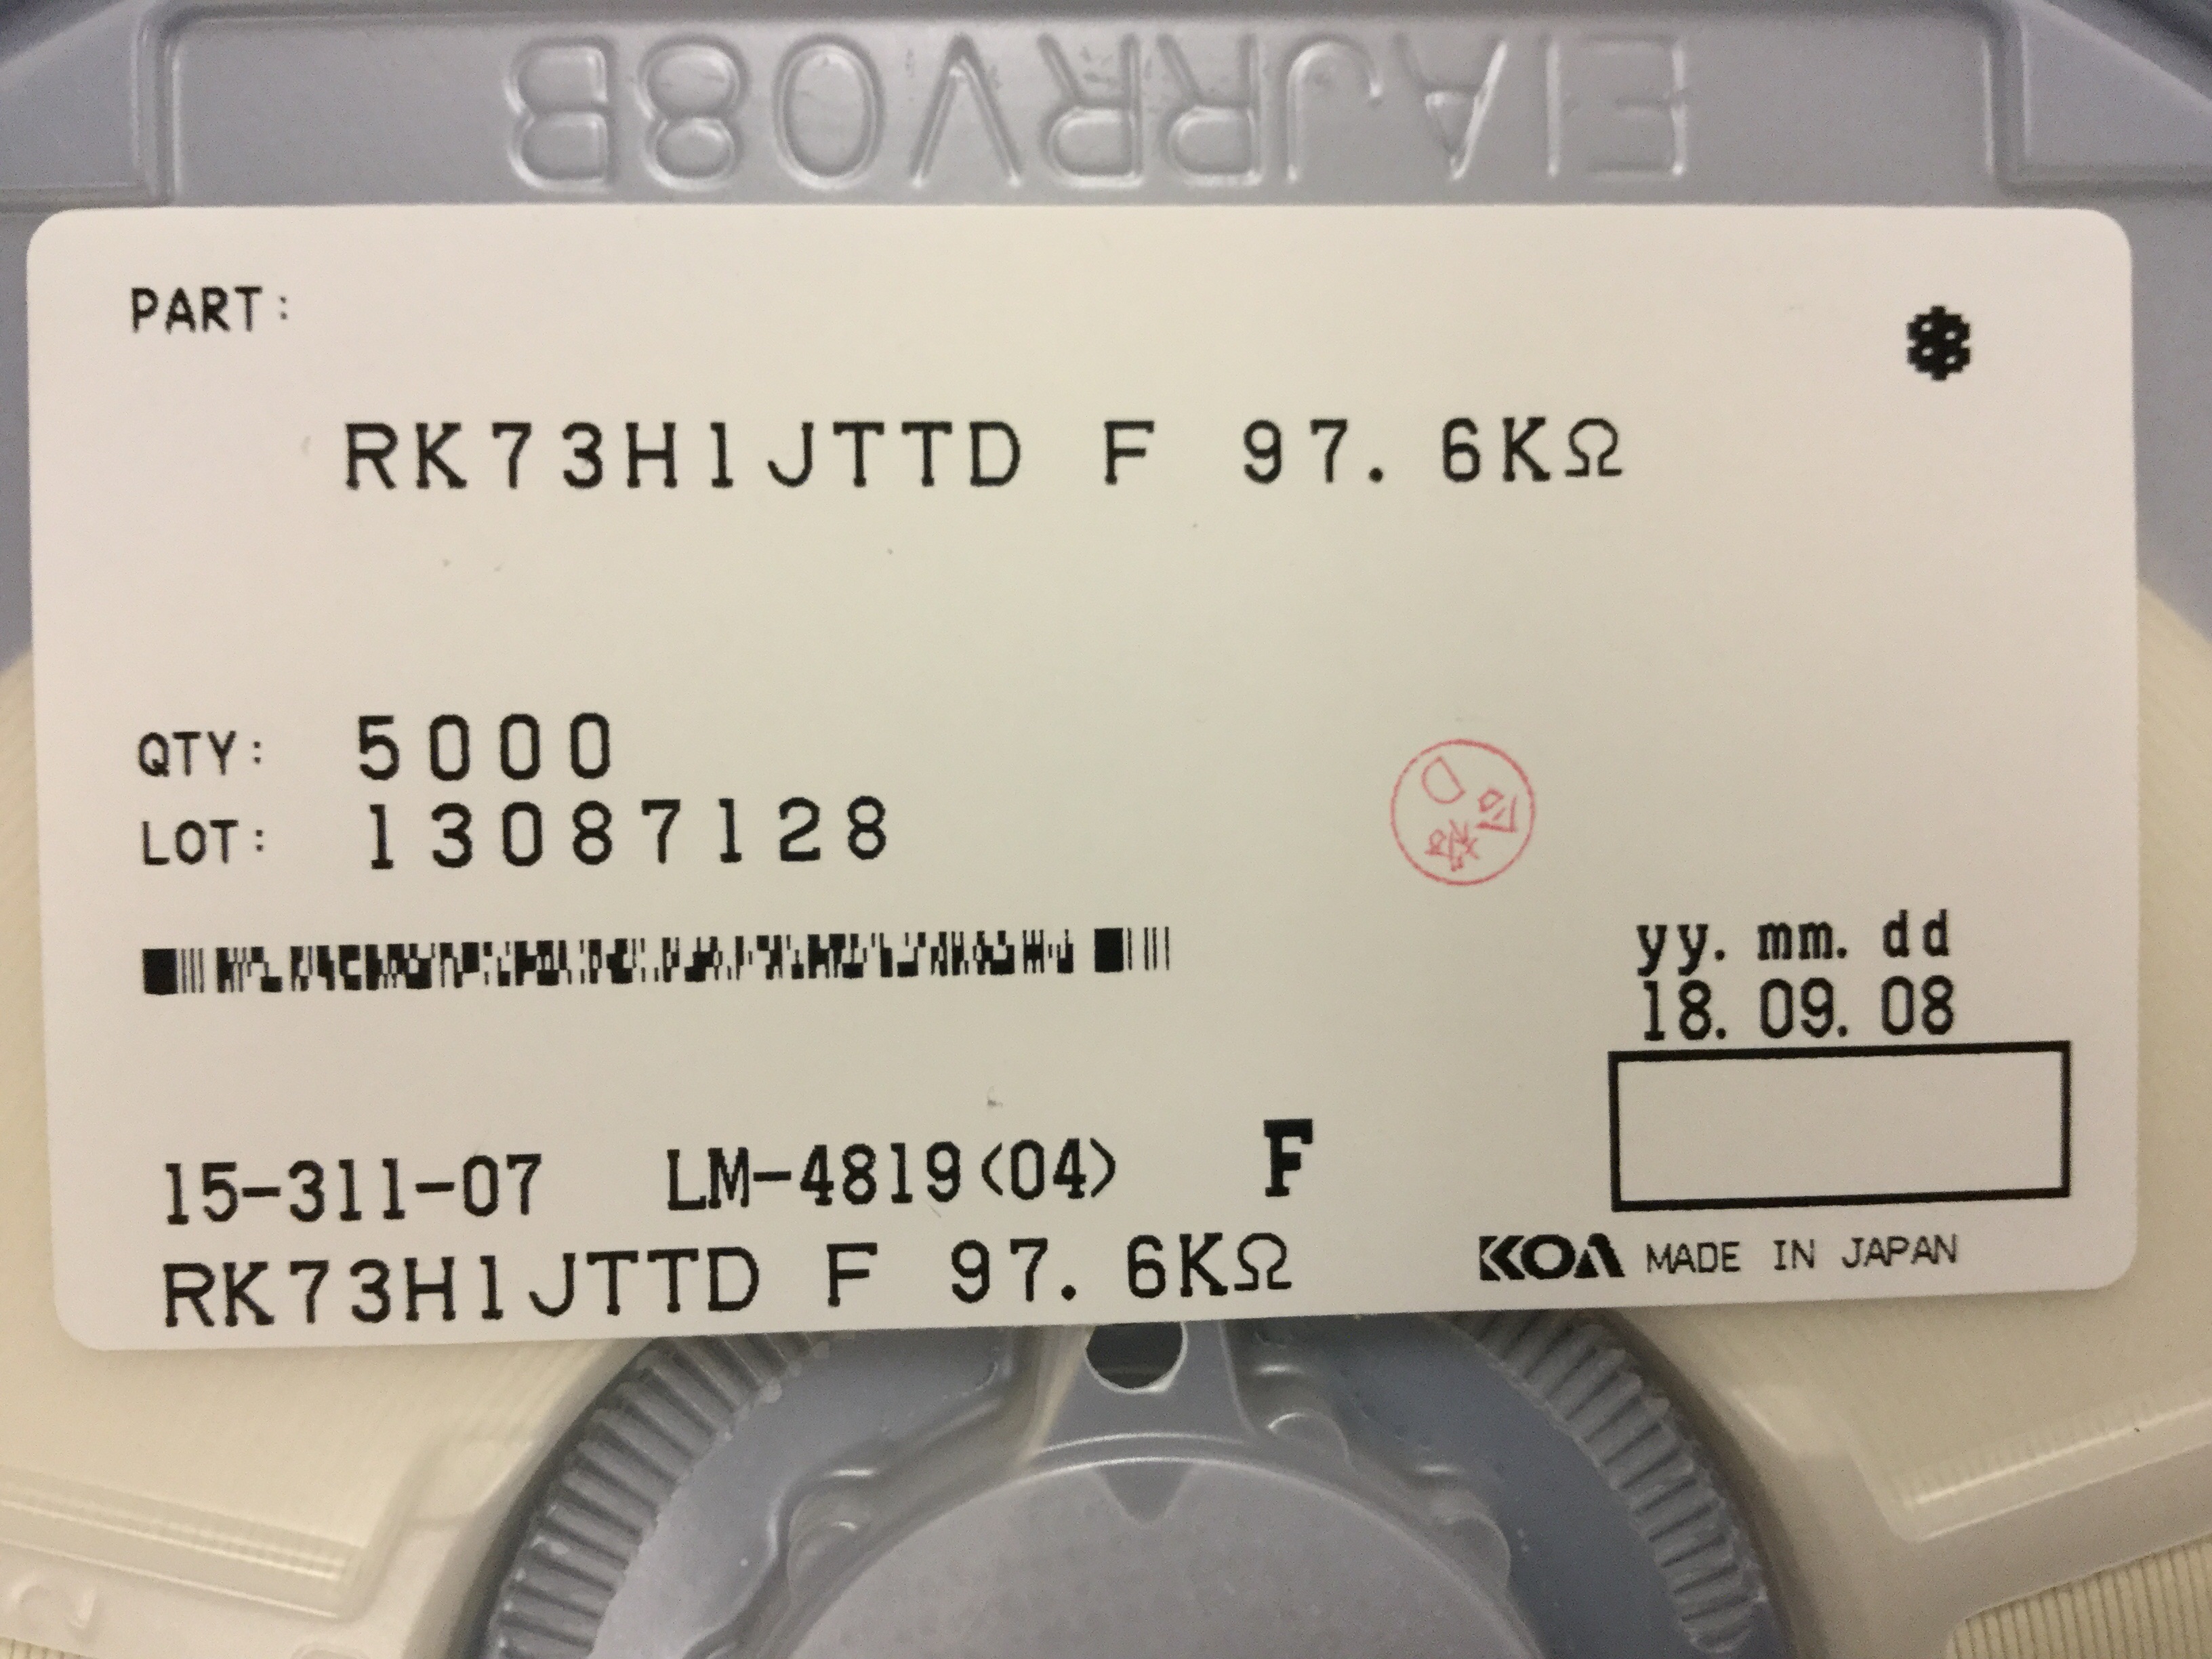 EIAJRRV08B
PART:
RK73H1JTTD F 97.6KΩ
QTY: 5000
LOT: 13087128
yy.mm.dd
18.09.08
15-311-07 LM-4819(04) F
RK73H1JTTD F 97.6KΩ
KOA MADE IN JAPAN